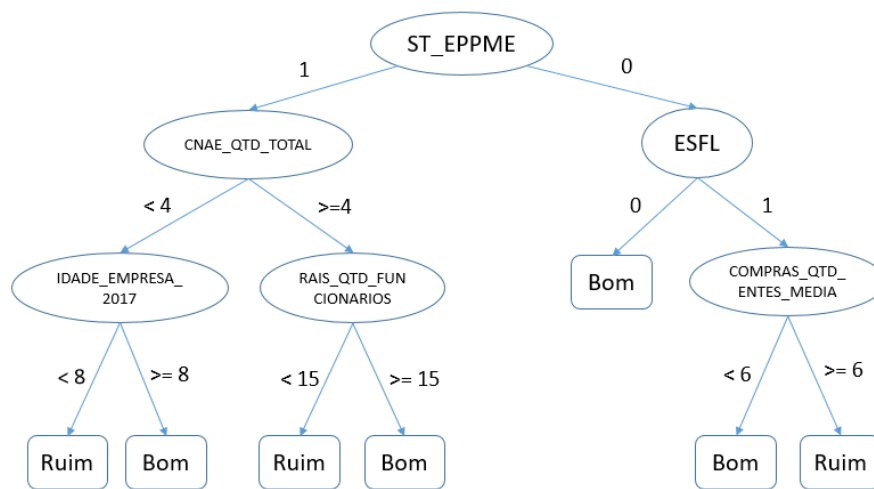 ST_EPPME
1
0
CNAE_QTD_TOTAL
ESFL
< 4
>=4
0
1
IDADE_EMPRESA_
2017
RAIS_QTD_FUN
CIONARIOS
Bom
COMPRAS_QTD_
ENTES_MEDIA
< 8
>= 8
< 15
>= 15
< 6
>= 6
Ruim
Bom
Ruim
Bom
Bom
Ruim